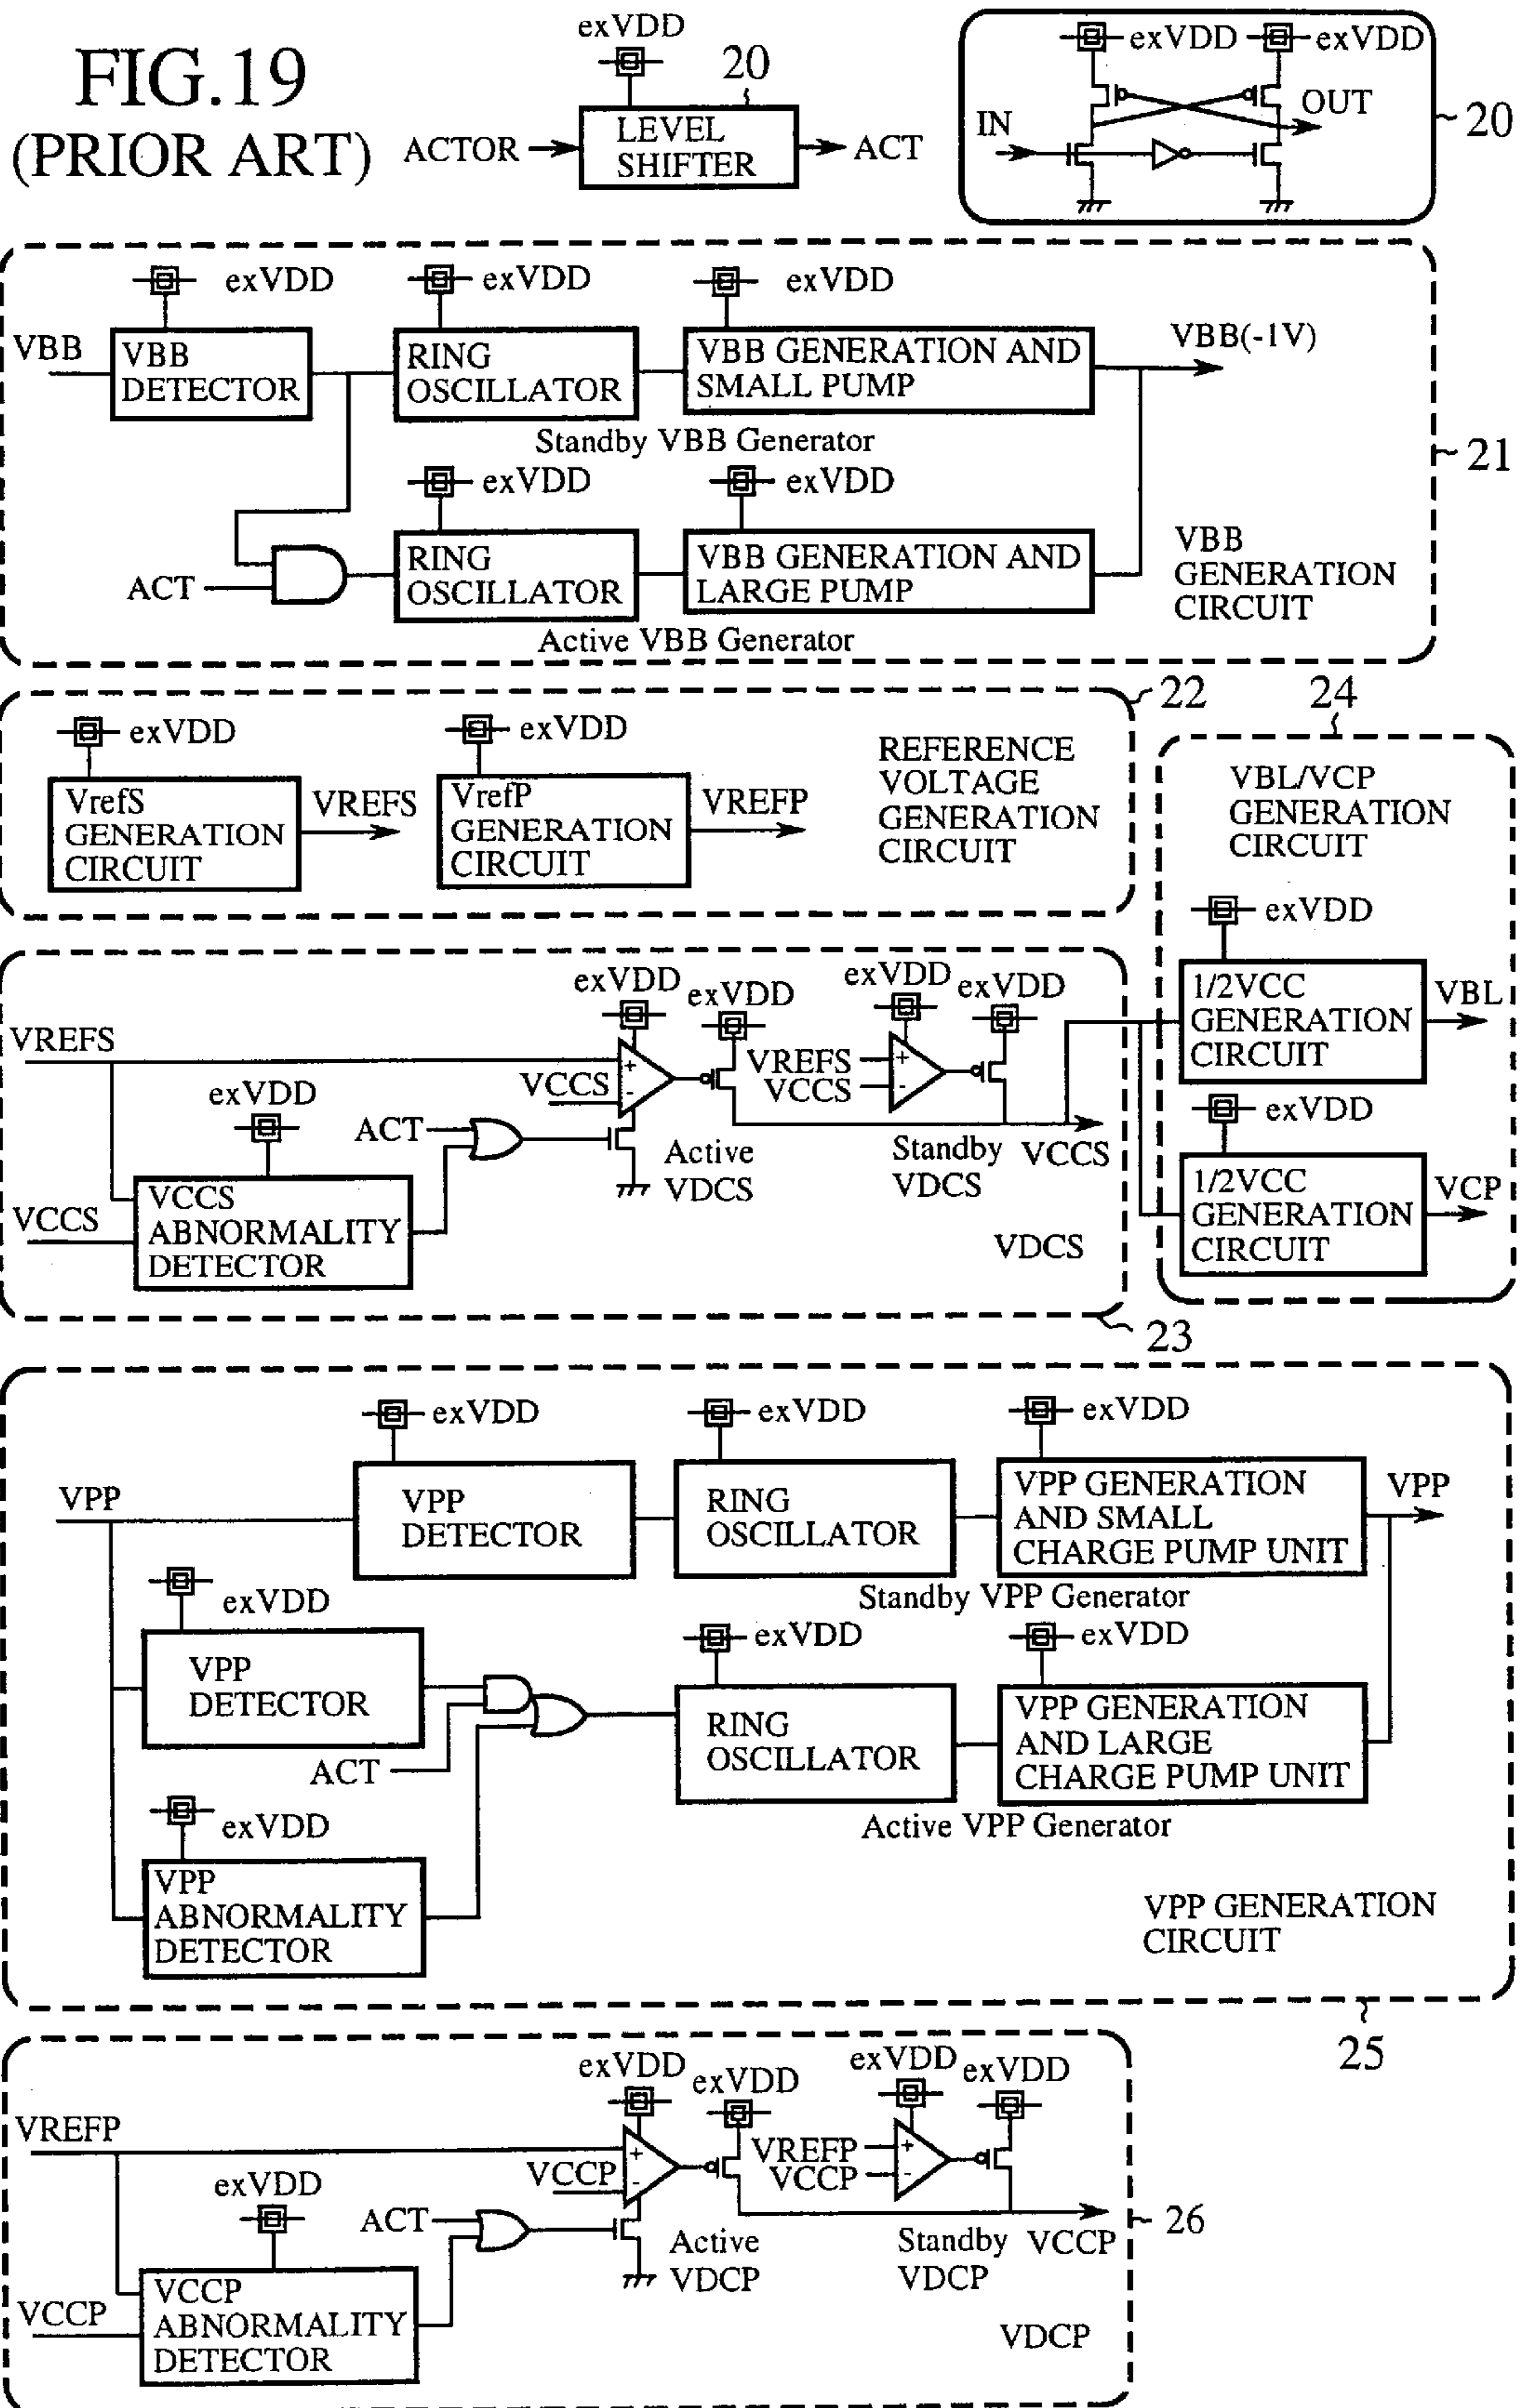 FIG.19
(PRIOR ART)
exVDD
20
ACTOR
LEVEL
SHIFTER
ACT
exVDD
exVDD
IN
OUT
20
exVDD
exVDD
exVDD
VBB
VBB
DETECTOR
RING
OSCILLATOR
VBB GENERATION AND
SMALL PUMP
VBB(-1V)
Standby VBB Generator
21
exVDD
exVDD
ACT
RING
OSCILLATOR
VBB GENERATION AND
LARGE PUMP
VBB
GENERATION
CIRCUIT
Active VBB Generator
22
exVDD
exVDD
VrefS
GENERATION
CIRCUIT
VREFS
VrefP
GENERATION
CIRCUIT
VREFP
REFERENCE
VOLTAGE
GENERATION
CIRCUIT
24
VBL/VCP
GENERATION
CIRCUIT
exVDD
1/2VCC
GENERATION
CIRCUIT
VBL
exVDD
1/2VCC
GENERATION
CIRCUIT
VCP
exVDD
exVDD
exVDD
exVDD
VREFS
+
-
VCCS
VREFS
VCCS
+
-
exVDD
ACT
Active
VDCS
Standby
VDCS
VCCS
VCCS
VCCS
ABNORMALITY
DETECTOR
VDCS
23
exVDD
exVDD
exVDD
VPP
VPP
DETECTOR
RING
OSCILLATOR
VPP GENERATION
AND SMALL
CHARGE PUMP UNIT
VPP
Standby VPP Generator
exVDD
exVDD
exVDD
VPP
DETECTOR
ACT
RING
OSCILLATOR
VPP GENERATION
AND LARGE
CHARGE PUMP UNIT
Active VPP Generator
exVDD
VPP
ABNORMALITY
DETECTOR
VPP GENERATION
CIRCUIT
25
exVDD
exVDD
exVDD
exVDD
VREFP
+
-
VCCP
VREFP
VCCP
+
-
exVDD
ACT
Active
VDCP
Standby
VDCP
VCCP
26
VCCP
VCCP
ABNORMALITY
DETECTOR
VDCP